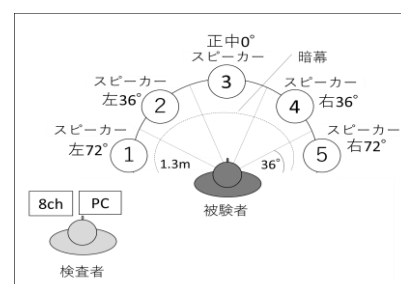 正中0°
スピーカー
3
暗幕
スピーカー
左36°
2
スピーカー
右36°
4
スピーカー
左72°
1
スピーカー
右72°
5
1.3m
36°
被験者
8ch
PC
検査者